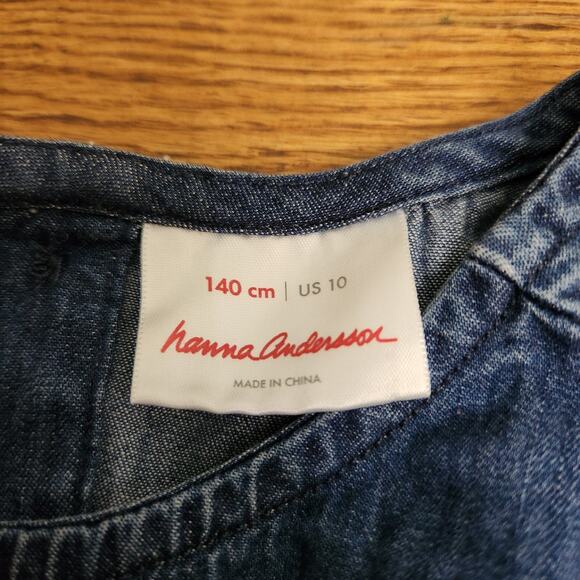 140 cm | US 10
hanna andersson
MADE IN CHINA